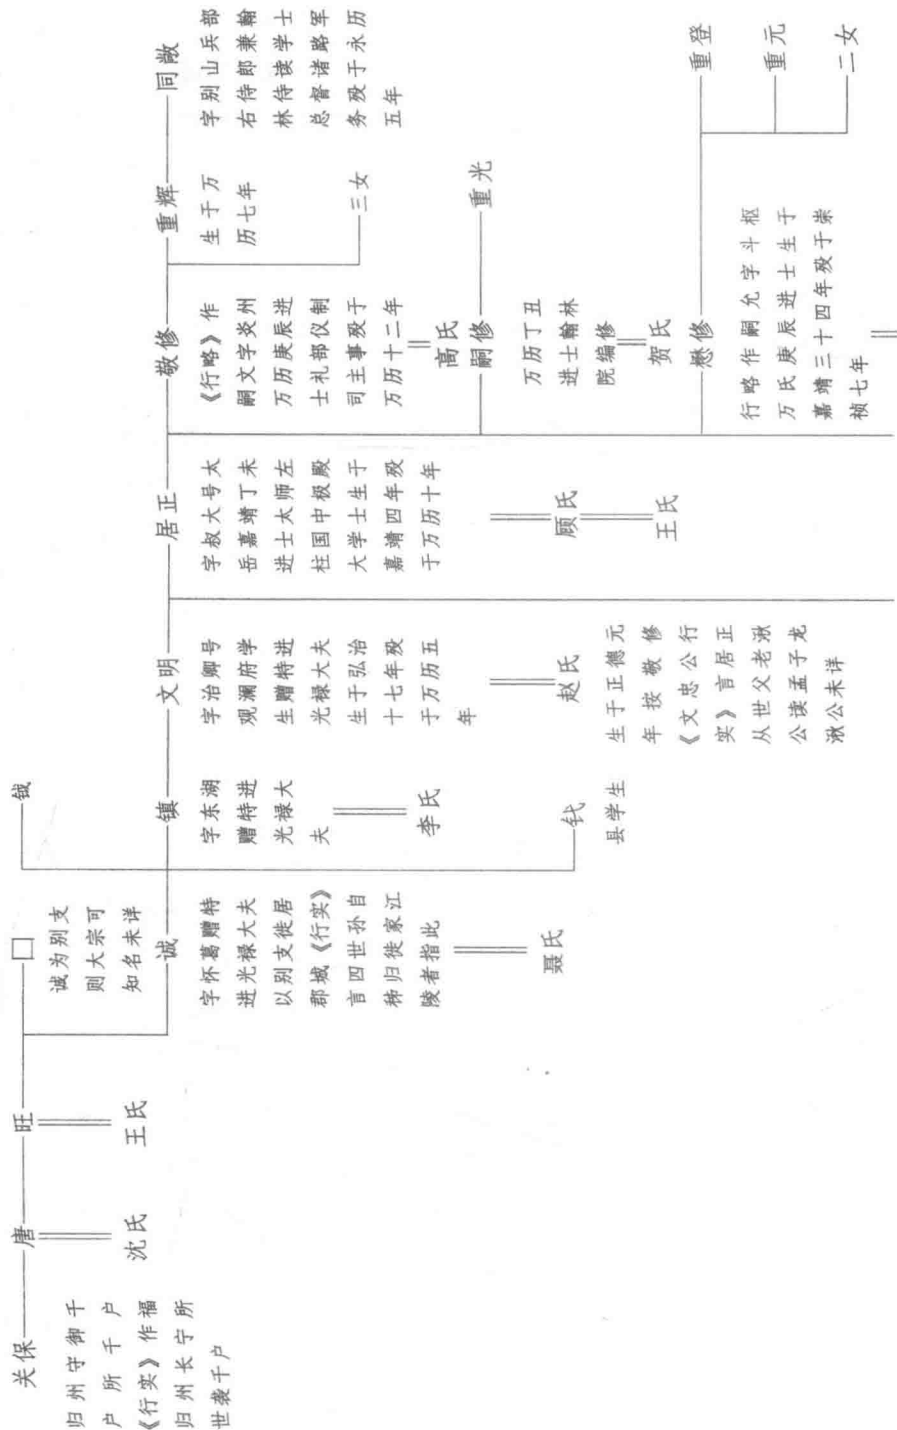 关保
归州守御千
户所千户
《行实》作福
归州长宁所
世袭千户
唐
沈氏
旺
王氏
□
诚为别支
则大宗可
知名未详
诚
字怀葛赠特
进光禄大夫
以别支徙居
郡城《行实》
言四世孙自
秭归徙家江
陵者指此
聂氏
钺
镇
字东湖
赠特进
光禄大
夫
李氏
钛
县学生
文明
字治卿号
观澜府学
生赠特进
光禄大夫
生于弘治
十七年殁
于万历五
年
赵氏
生于正德元
年按敬修
《文忠公行
实》言居正
从世父老湫
公读孟子龙
湫公未详
居正
字叔大号太
岳嘉靖丁未
进士太师左
柱国中极殿
大学士生于
嘉靖四年殁
于万历十年
顾氏
王氏
敬修
《行略》作
嗣文字炎州
万历庚辰进
士礼部仪制
司主事殁于
万历十二年
高氏
嗣修
万历丁丑
进士翰林
院编修
贺氏
懋修
行略作嗣允字斗枢
万氏庚辰进士生于
嘉靖三十四年殁于崇
祯七年
重辉
生于万
历七年
三女
重光
重登
重元
二女
同敞
字别山兵部
右侍郎兼翰
林侍读学士
总督诸路军
务殁于永历
五年